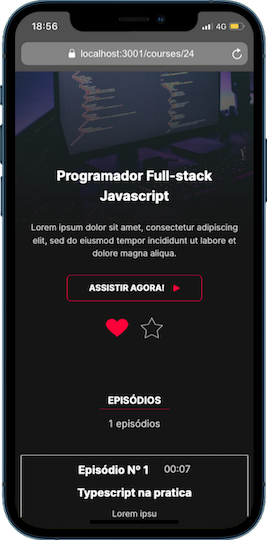 18:56
4G
localhost:3001/courses/24
Programador Full-stack
Javascript
Lorem ipsum dolor sit amet, consectetur adipiscing
elit, sed do eiusmod tempor incididunt ut labore et
dolore magna aliqua.
ASSISTIR AGORA!
EPISÓDIOS
1 episódios
Episódio Nº 1 00:07
Typescript na pratica
Lorem ipsu